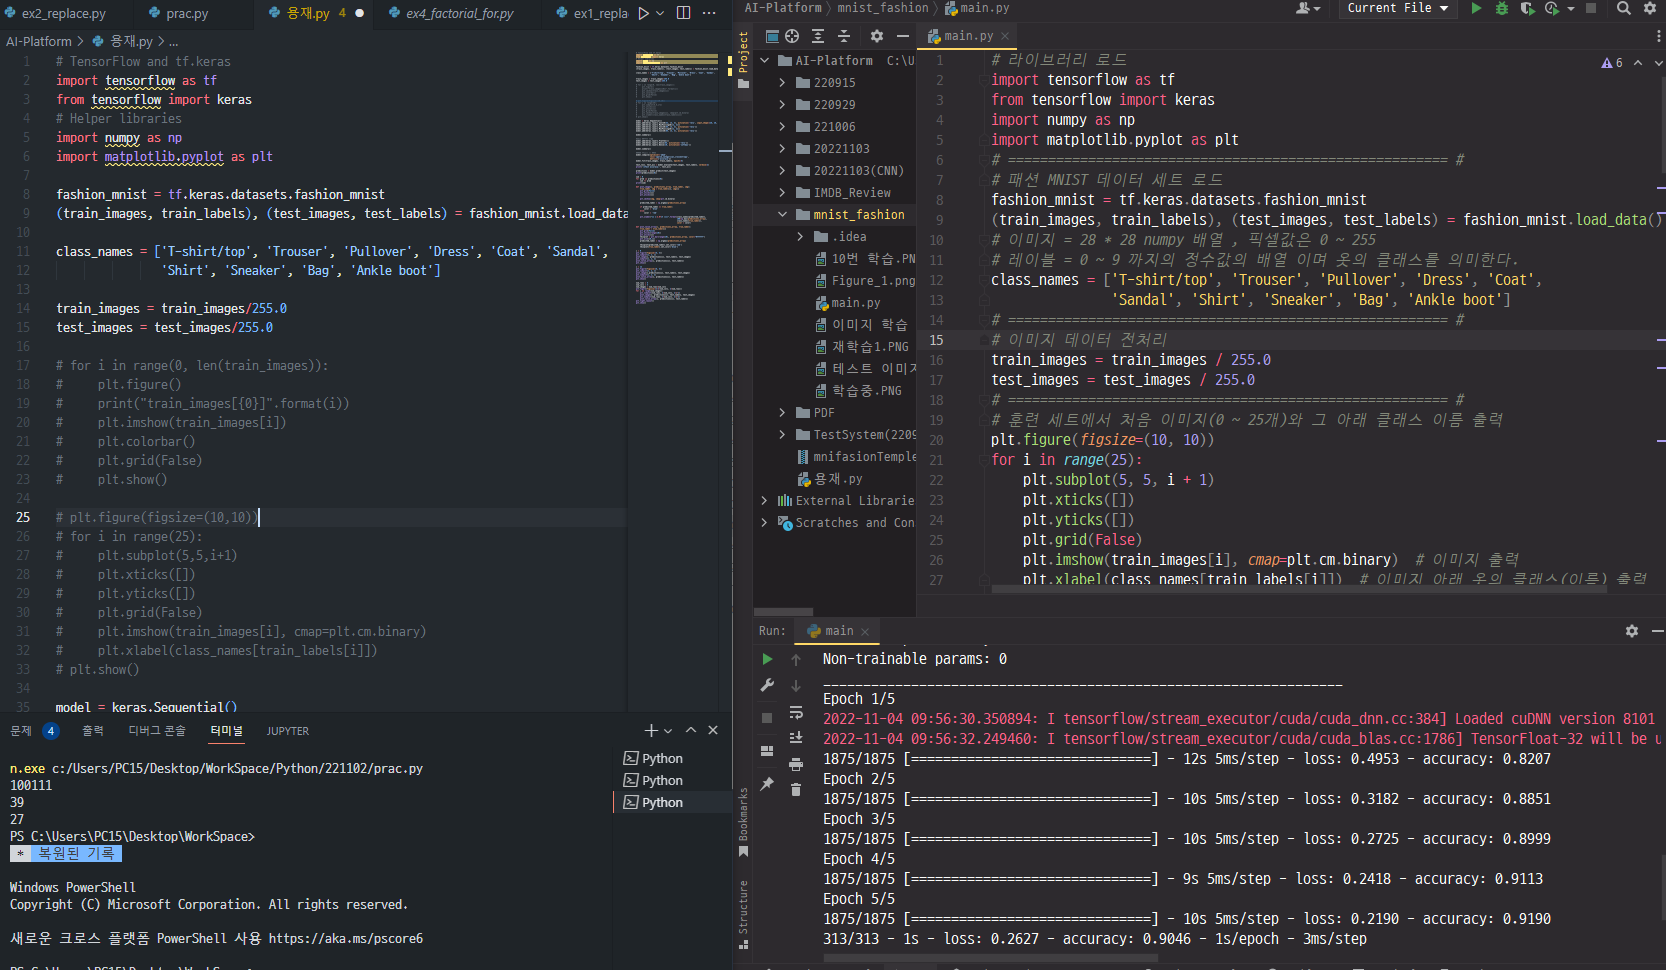 ex2_replace.py
prac.py
용재.py 4
ex4_factorial_for.py
ex1_repla
AI-Platform > 용재.py > ...
1 # TensorFlow and tf.keras
2 import tensorflow as tf
3 from tensorflow import keras
4 # Helper libraries
5 import numpy as np
6 import matplotlib.pyplot as plt
7
8 fashion_mnist = tf.keras.datasets.fashion_mnist
9 (train_images, train_labels), (test_images, test_labels) = fashion_mnist.load_data
10
11 class_names = ['T-shirt/top', 'Trouser', 'Pullover', 'Dress', 'Coat', 'Sandal',
12 'Shirt', 'Sneaker', 'Bag', 'Ankle boot']
13
14 train_images = train_images/255.0
15 test_images = test_images/255.0
16
17 # for i in range(0, len(train_images)):
18 #     plt.figure()
19 #     print("train_images[{0}]".format(i))
20 #     plt.imshow(train_images[i])
21 #     plt.colorbar()
22 #     plt.grid(False)
23 #     plt.show()
24
25 # plt.figure(figsize=(10,10))
26 # for i in range(25):
27 #     plt.subplot(5,5,i+1)
28 #     plt.xticks([])
29 #     plt.yticks([])
30 #     plt.grid(False)
31 #     plt.imshow(train_images[i], cmap=plt.cm.binary)
32 #     plt.xlabel(class_names[train_labels[i]])
33 # plt.show()
34
35 model = keras.Sequential()
문제 4 출력 디버그 콘솔 터미널 JUPYTER
n.exe c:/Users/PC15/Desktop/WorkSpace/Python/221102/prac.py
100111
39
27
PS C:\Users\PC15\Desktop\WorkSpace>
* 복원된 기록
Windows PowerShell
Copyright (C) Microsoft Corporation. All rights reserved.
새로운 크로스 플랫폼 PowerShell 사용 https://aka.ms/pscore6
Python
Python
Python
AI-Platform > mnist_fashion > main.py
Current File
Project
AI-Platform C:\U
220915
220929
221006
20221103
20221103(CNN)
IMDB_Review
mnist_fashion
.idea
10번 학습.PN
Figure_1.png
main.py
이미지 학습
재학습1.PNG
테스트 이미지
학습중.PNG
PDF
TestSystem(2209
mnifasionTemple
용재.py
External Librarie
Scratches and Con
main.py
6
1 # 라이브러리 로드
2 import tensorflow as tf
3 from tensorflow import keras
4 import numpy as np
5 import matplotlib.pyplot as plt
6 # ======================================================= #
7 # 패션 MNIST 데이터 세트 로드
8 fashion_mnist = tf.keras.datasets.fashion_mnist
9 (train_images, train_labels), (test_images, test_labels) = fashion_mnist.load_data()
10 # 이미지 = 28 * 28 numpy 배열 , 픽셀값은 0 ~ 255
11 # 레이블 = 0 ~ 9 까지의 정수값의 배열 이며 옷의 클래스를 의미한다.
12 class_names = ['T-shirt/top', 'Trouser', 'Pullover', 'Dress', 'Coat',
13 'Sandal', 'Shirt', 'Sneaker', 'Bag', 'Ankle boot']
14 # ======================================================= #
15 # 이미지 데이터 전처리
16 train_images = train_images / 255.0
17 test_images = test_images / 255.0
18 # ======================================================= #
19 # 훈련 세트에서 처음 이미지(0 ~ 25개)와 그 아래 클래스 이름 출력
20 plt.figure(figsize=(10, 10))
21 for i in range(25):
22 plt.subplot(5, 5, i + 1)
23 plt.xticks([])
24 plt.yticks([])
25 plt.grid(False)
26 plt.imshow(train_images[i], cmap=plt.cm.binary)  # 이미지 출력
27 plt.xlabel(class_names[train_labels[i]])  # 이미지 아래 옷의 클래스(이름) 출력
Run: main
Non-trainable params: 0
_________________________________________________________________
Epoch 1/5
2022-11-04 09:56:30.350894: I tensorflow/stream_executor/cuda/cuda_dnn.cc:384] Loaded cuDNN version 8101
2022-11-04 09:56:32.249460: I tensorflow/stream_executor/cuda/cuda_blas.cc:1786] TensorFloat-32 will be u
1875/1875 [==============================] - 12s 5ms/step - loss: 0.4953 - accuracy: 0.8207
Epoch 2/5
1875/1875 [==============================] - 10s 5ms/step - loss: 0.3182 - accuracy: 0.8851
Epoch 3/5
1875/1875 [==============================] - 10s 5ms/step - loss: 0.2725 - accuracy: 0.8999
Epoch 4/5
1875/1875 [==============================] - 9s 5ms/step - loss: 0.2418 - accuracy: 0.9113
Epoch 5/5
1875/1875 [==============================] - 10s 5ms/step - loss: 0.2190 - accuracy: 0.9190
313/313 - 1s - loss: 0.2627 - accuracy: 0.9046 - 1s/epoch - 3ms/step
Bookmarks
Structure